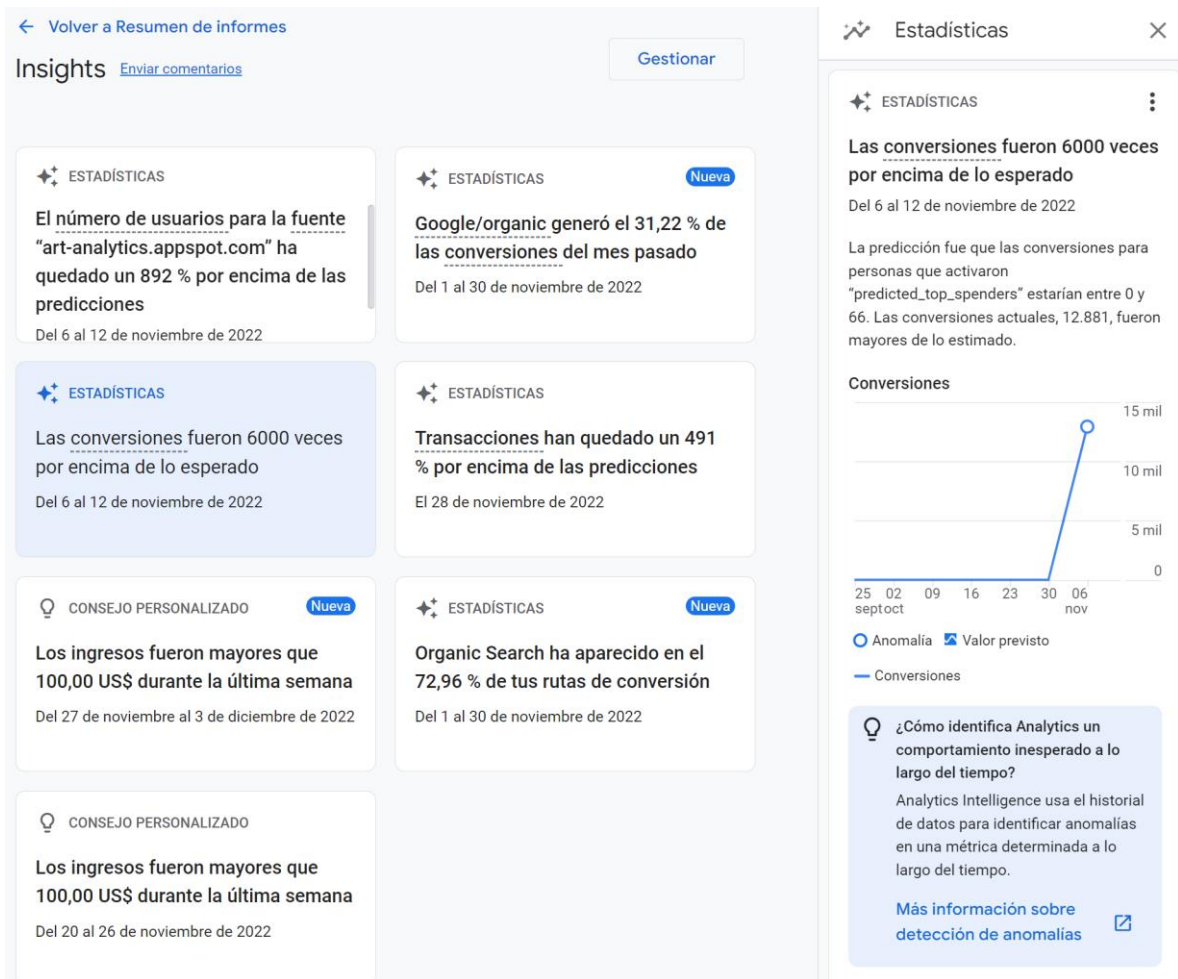 ← Volver a Resumen de informes
Insights Enviar comentarios
Gestionar
ESTADÍSTICAS
El número de usuarios para la fuente
“art-analytics.appspot.com” ha
quedado un 892 % por encima de las
predicciones
Del 6 al 12 de noviembre de 2022
ESTADÍSTICAS Nueva
Google/organic generó el 31,22 % de
las conversiones del mes pasado
Del 1 al 30 de noviembre de 2022
ESTADÍSTICAS
Las conversiones fueron 6000 veces
por encima de lo esperado
Del 6 al 12 de noviembre de 2022
ESTADÍSTICAS
Transacciones han quedado un 491
% por encima de las predicciones
El 28 de noviembre de 2022
CONSEJO PERSONALIZADO Nueva
Los ingresos fueron mayores que
100,00 US$ durante la última semana
Del 27 de noviembre al 3 de diciembre de 2022
ESTADÍSTICAS Nueva
Organic Search ha aparecido en el
72,96 % de tus rutas de conversión
Del 1 al 30 de noviembre de 2022
CONSEJO PERSONALIZADO
Los ingresos fueron mayores que
100,00 US$ durante la última semana
Del 20 al 26 de noviembre de 2022
Estadísticas
ESTADÍSTICAS
Las conversiones fueron 6000 veces
por encima de lo esperado
Del 6 al 12 de noviembre de 2022
La predicción fue que las conversiones para
personas que activaron
“predicted_top_spenders” estarían entre 0 y
66. Las conversiones actuales, 12.881, fueron
mayores de lo estimado.
Conversiones
15 mil
10 mil
5 mil
0
25 02 09 16 23 30 06
sept oct nov
Anomalía Valor previsto
Conversiones
¿Cómo identifica Analytics un
comportamiento inesperado a lo
largo del tiempo?
Analytics Intelligence usa el historial
de datos para identificar anomalías
en una métrica determinada a lo
largo del tiempo.
Más información sobre
detección de anomalías